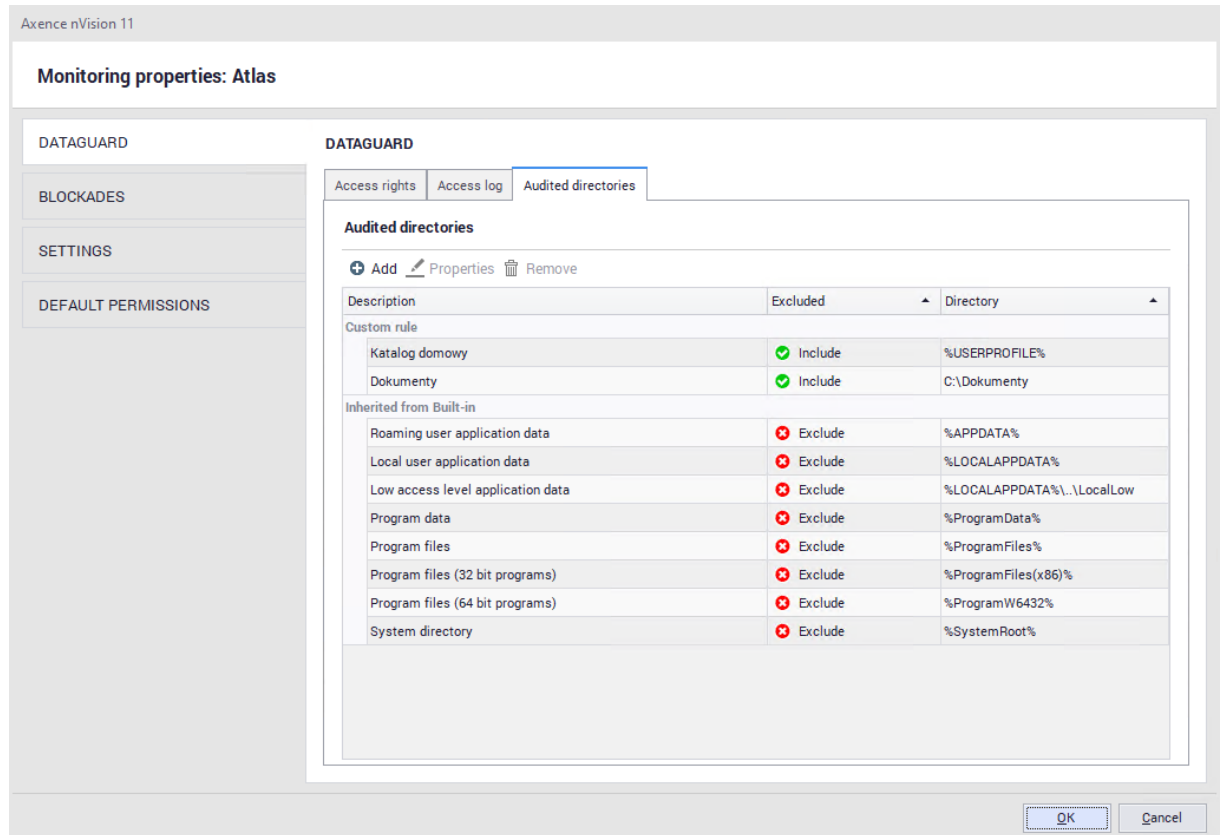 Axence nVision 11
Monitoring properties: Atlas
DATAGUARD
BLOCKADES
SETTINGS
DEFAULT PERMISSIONS
DATAGUARD
Access rights Access log Audited directories
Audited directories
Add Properties Remove
Description Excluded Directory
Custom rule
Katalog domowy Include %USERPROFILE%
Dokumenty Include C:\Dokumenty
Inherited from Built-in
Roaming user application data Exclude %APPDATA%
Local user application data Exclude %LOCALAPPDATA%
Low access level application data Exclude %LOCALAPPDATA%\..\LocalLow
Program data Exclude %ProgramData%
Program files Exclude %ProgramFiles%
Program files (32 bit programs) Exclude %ProgramFiles(x86)%
Program files (64 bit programs) Exclude %ProgramW6432%
System directory Exclude %SystemRoot%
OK Cancel